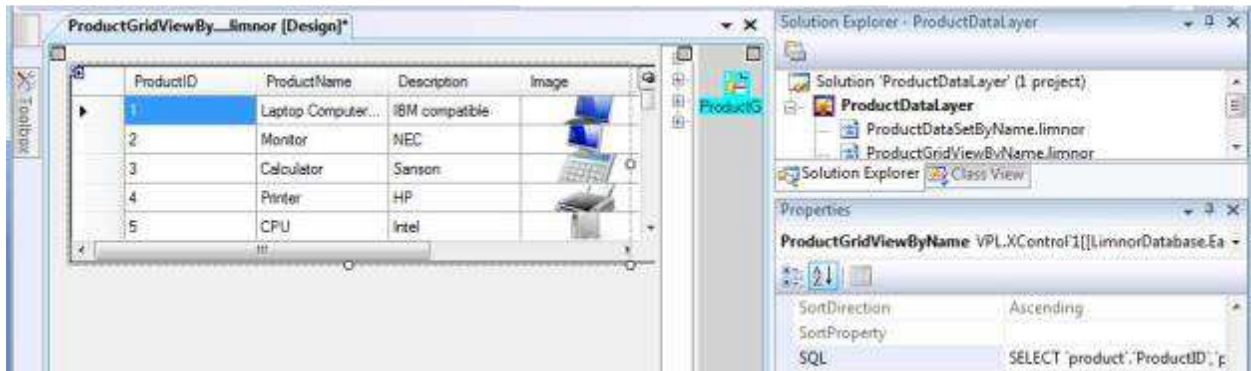 ProductGridViewBy...limnor [Design]*
Toolbox
ProductID ProductName Description Image
1 Laptop Computer... IBM compatible
2 Monitor NEC
3 Calculator Sanson
4 Printer HP
5 CPU Intel
ProductG
Solution Explorer - ProductDataLayer
Solution 'ProductDataLayer' (1 project)
ProductDataLayer
ProductDataSetByName.limnor
ProductGridViewByName.limnor
Solution Explorer Class View
Properties
ProductGridViewByName VPL.XControl`1[[LimnorDatabase.Ea
SortDirection Ascending
SortProperty
SQL SELECT `product`.`ProductID`,`p